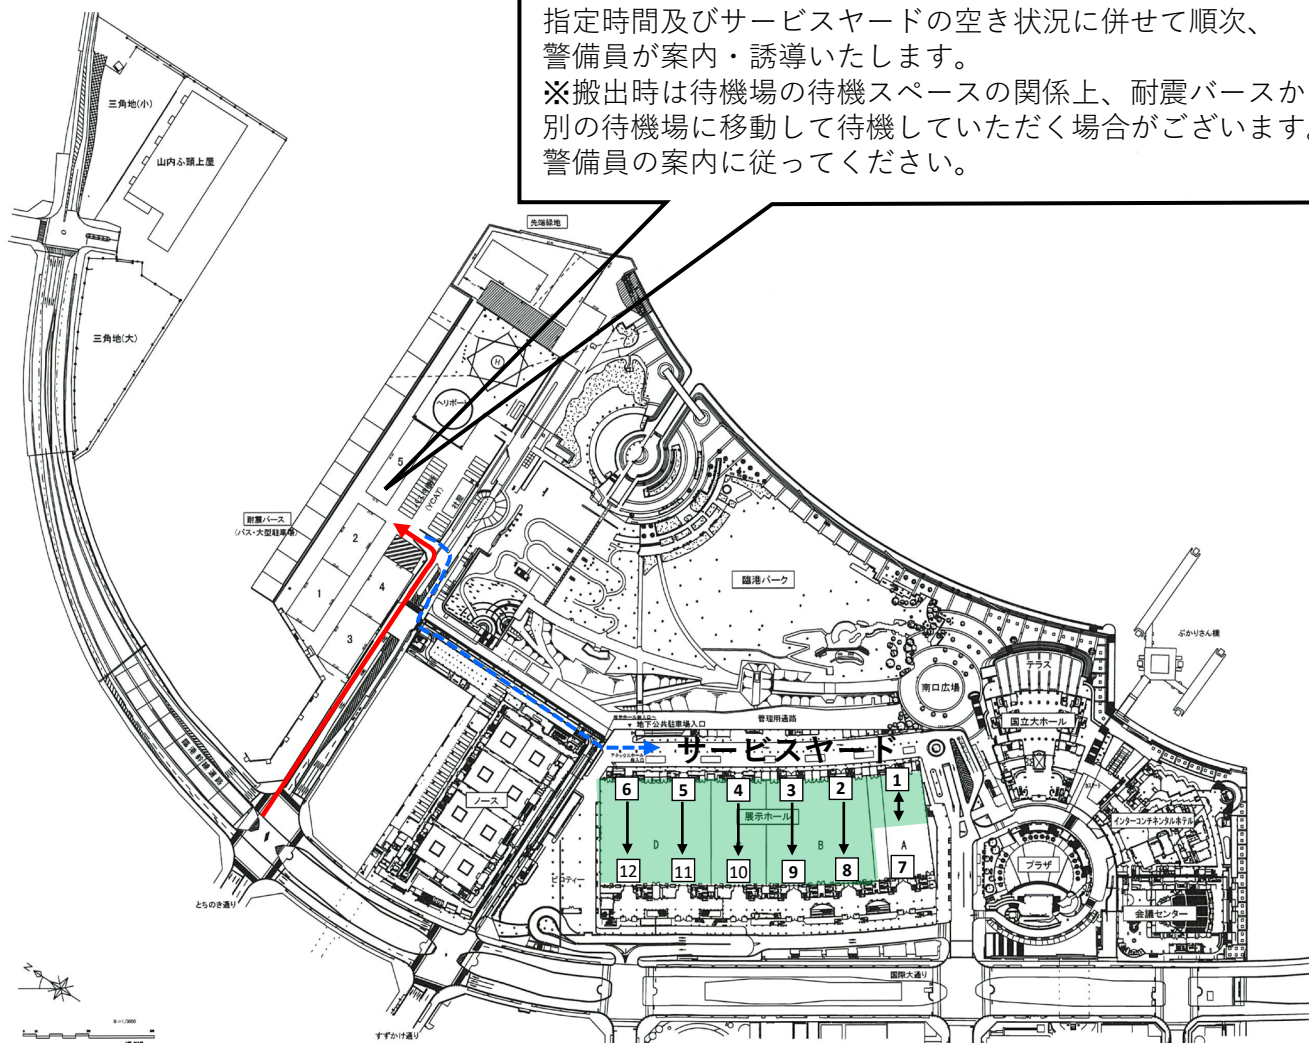 指定時間及びサービスヤードの空き状況に併せて順次、
警備員が案内・誘導いたします。
※搬出時は待機場の待機スペースの関係上、耐震バースか
別の待機場に移動して待機していただく場合がございます。
警備員の案内に従ってください。
三角地(小)
山内ふ頭上屋
先端緑地
三角地(大)
H
ヘリポート
5
(YCAT)
耐震バース
(バス・大型駐車場)
2
臨港パーク
4
1
3
ぷかりさん橋
テラス
南口広場
国立大ホール
管理用通路
地下公共駐車場入口
サービスヤード
6
5
4
3
2
1
展示ホール
ノース
インターコンチネンタルホテル
D
B
A
プラザ
12
11
10
9
8
7
会議センター
とちのき通り
国際大通り
すずかけ通り
N